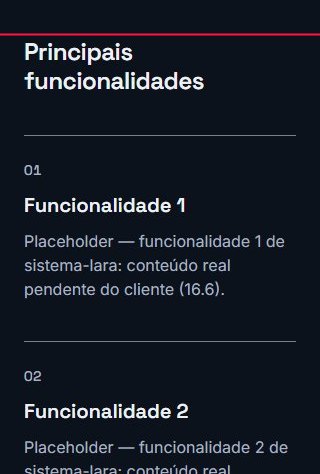 Principais
funcionalidades
01
Funcionalidade 1
Placeholder — funcionalidade 1 de
sistema-lara: conteúdo real
pendente do cliente (16.6).
02
Funcionalidade 2
Placeholder — funcionalidade 2 de
sistema-lara: conteúdo real